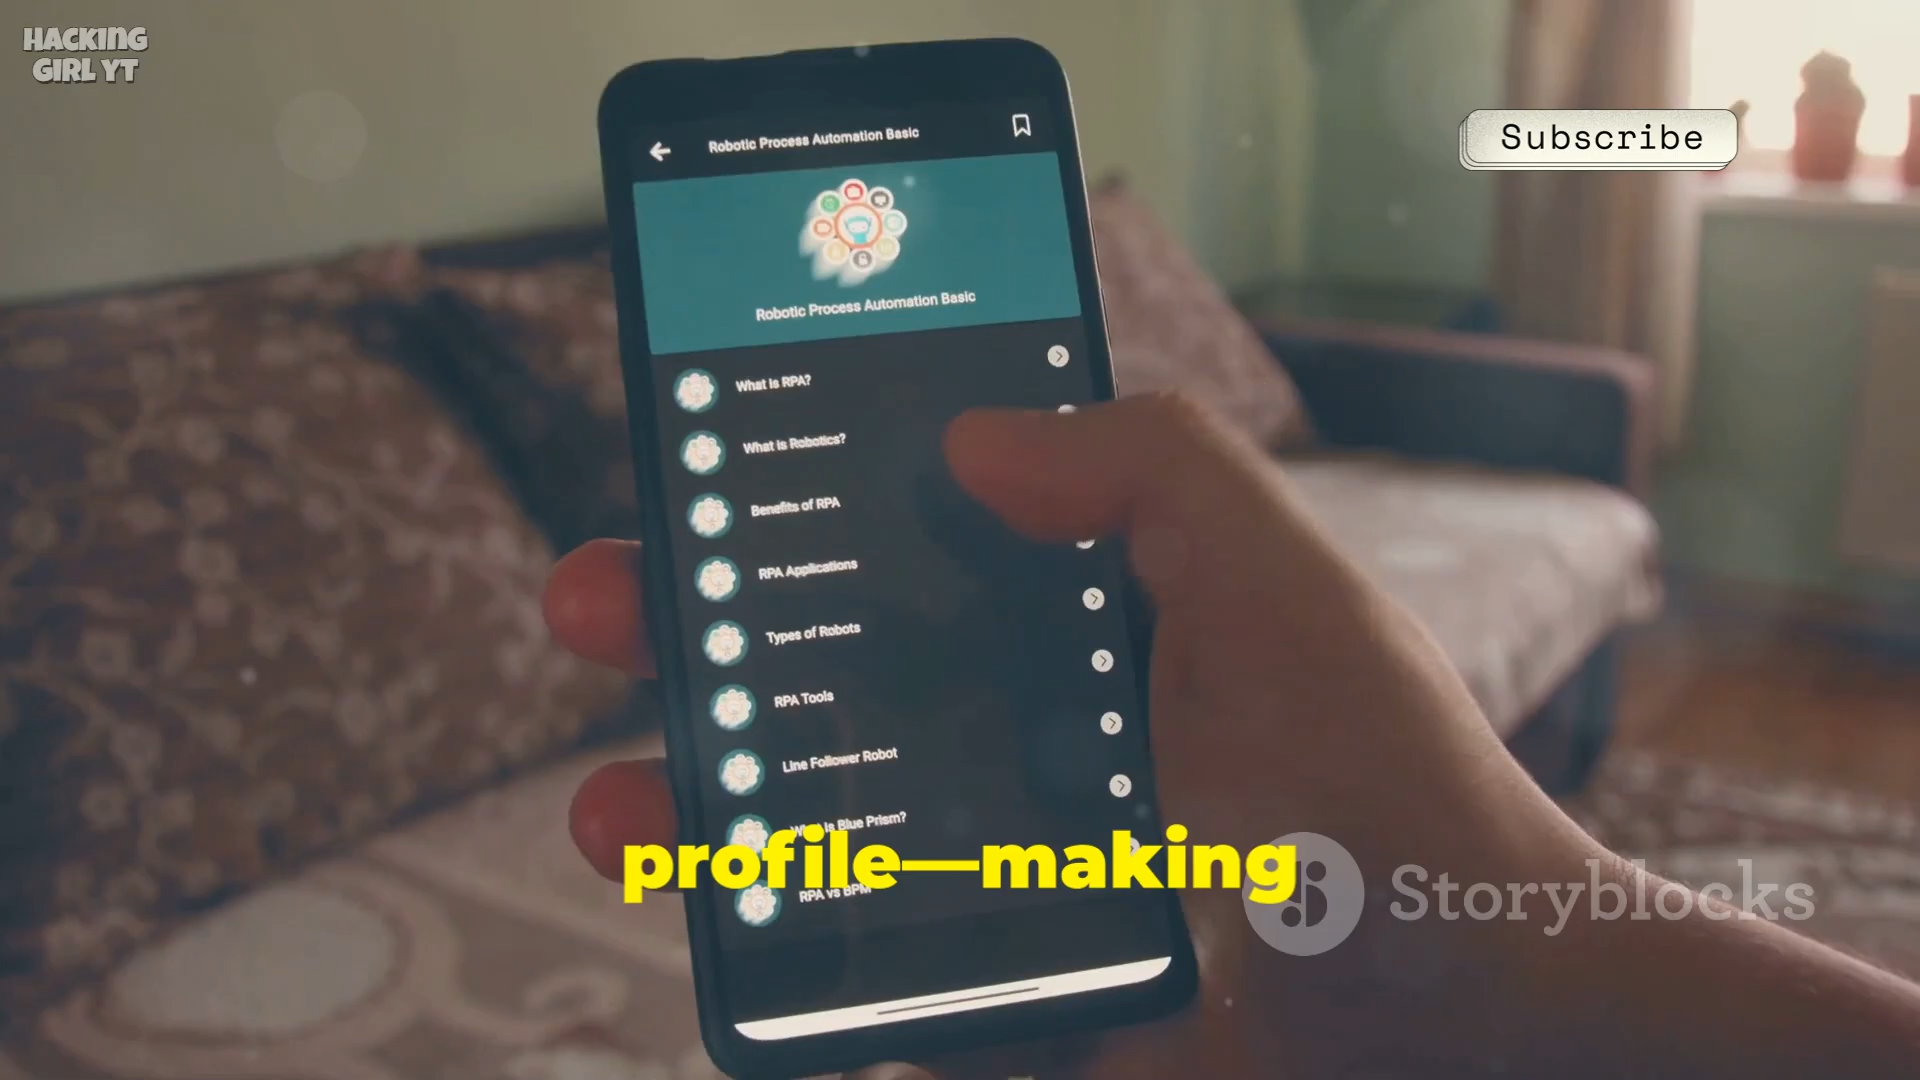 HACKING
GIRL YT
Subscribe
Robotic Process Automation Basic
Robotic Process Automation Basic
What is RPA?
What is Robotics?
Benefits of RPA
RPA Applications
Types of Robots
RPA Tools
Line Follower Robot
What is Blue Prism?
profile—making
RPA vs BPM
Storyblocks